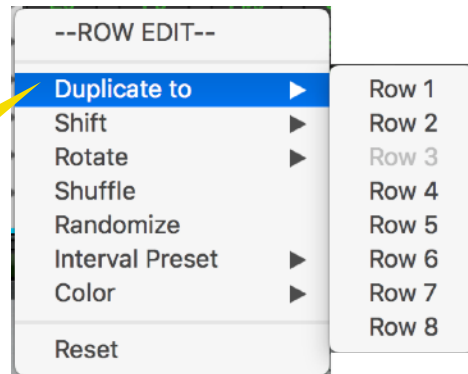 --ROW EDIT--
Duplicate to
Shift
Rotate
Shuffle
Randomize
Interval Preset
Color
Reset
Row 1
Row 2
Row 3
Row 4
Row 5
Row 6
Row 7
Row 8